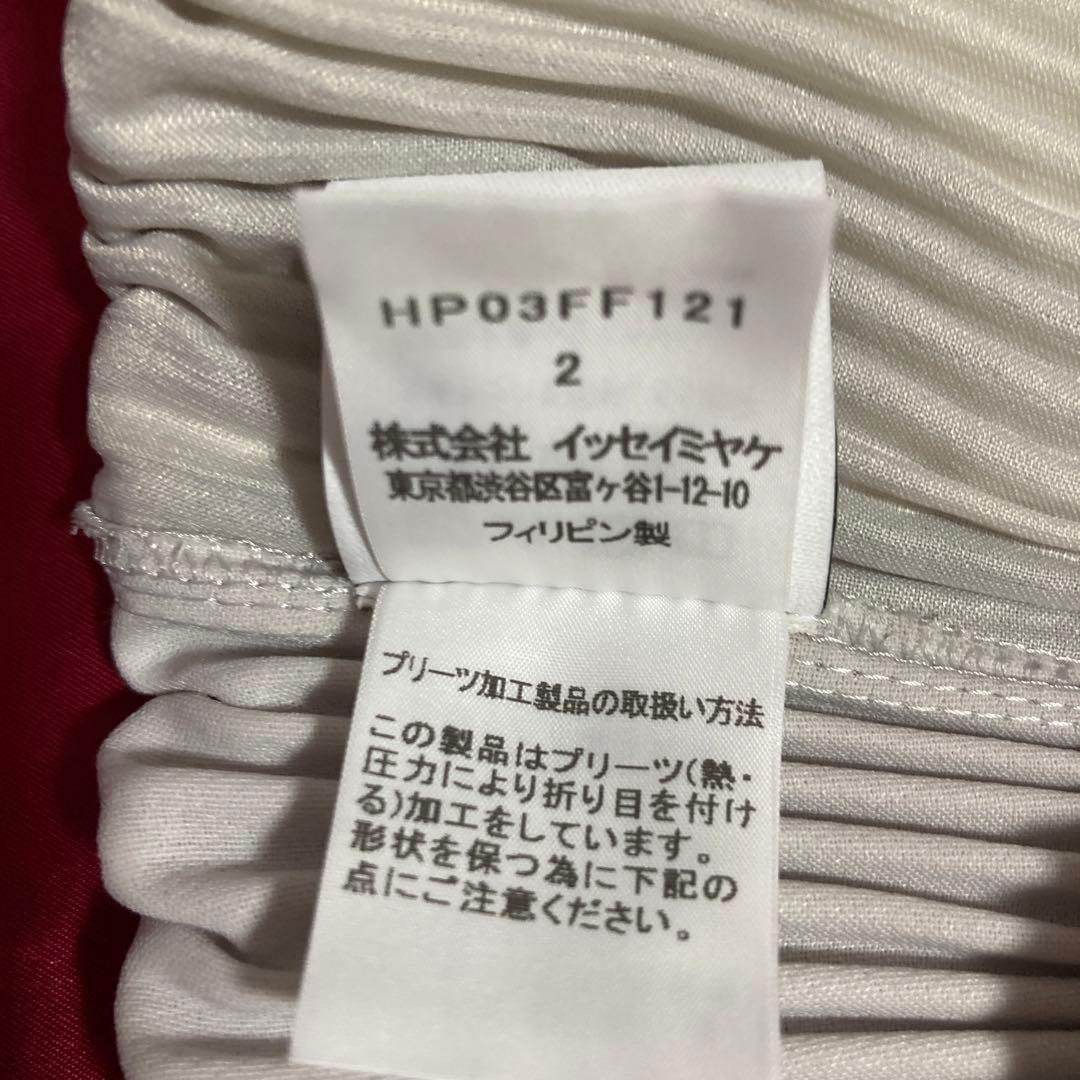 HP03FF121
2
株式会社 イッセイミヤケ
東京都渋谷区富ヶ谷1-12-10
フィリピン製
プリーツ加工製品の取扱い方法
この製品はプリーツ(熱・
圧力により折り目を付け
る)加工をしています。
形状を保つ為に下記の
点にご注意ください。